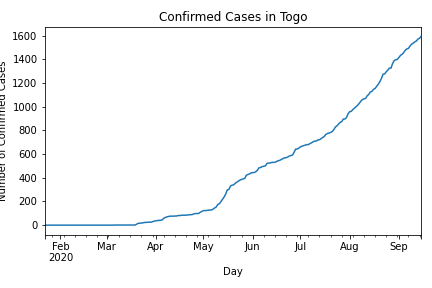 Confirmed Cases in Togo
Number of Confirmed Cases
1600
1400
1200
1000
800
600
400
200
0
Feb Mar Apr May Jun Jul Aug Sep
2020
Day